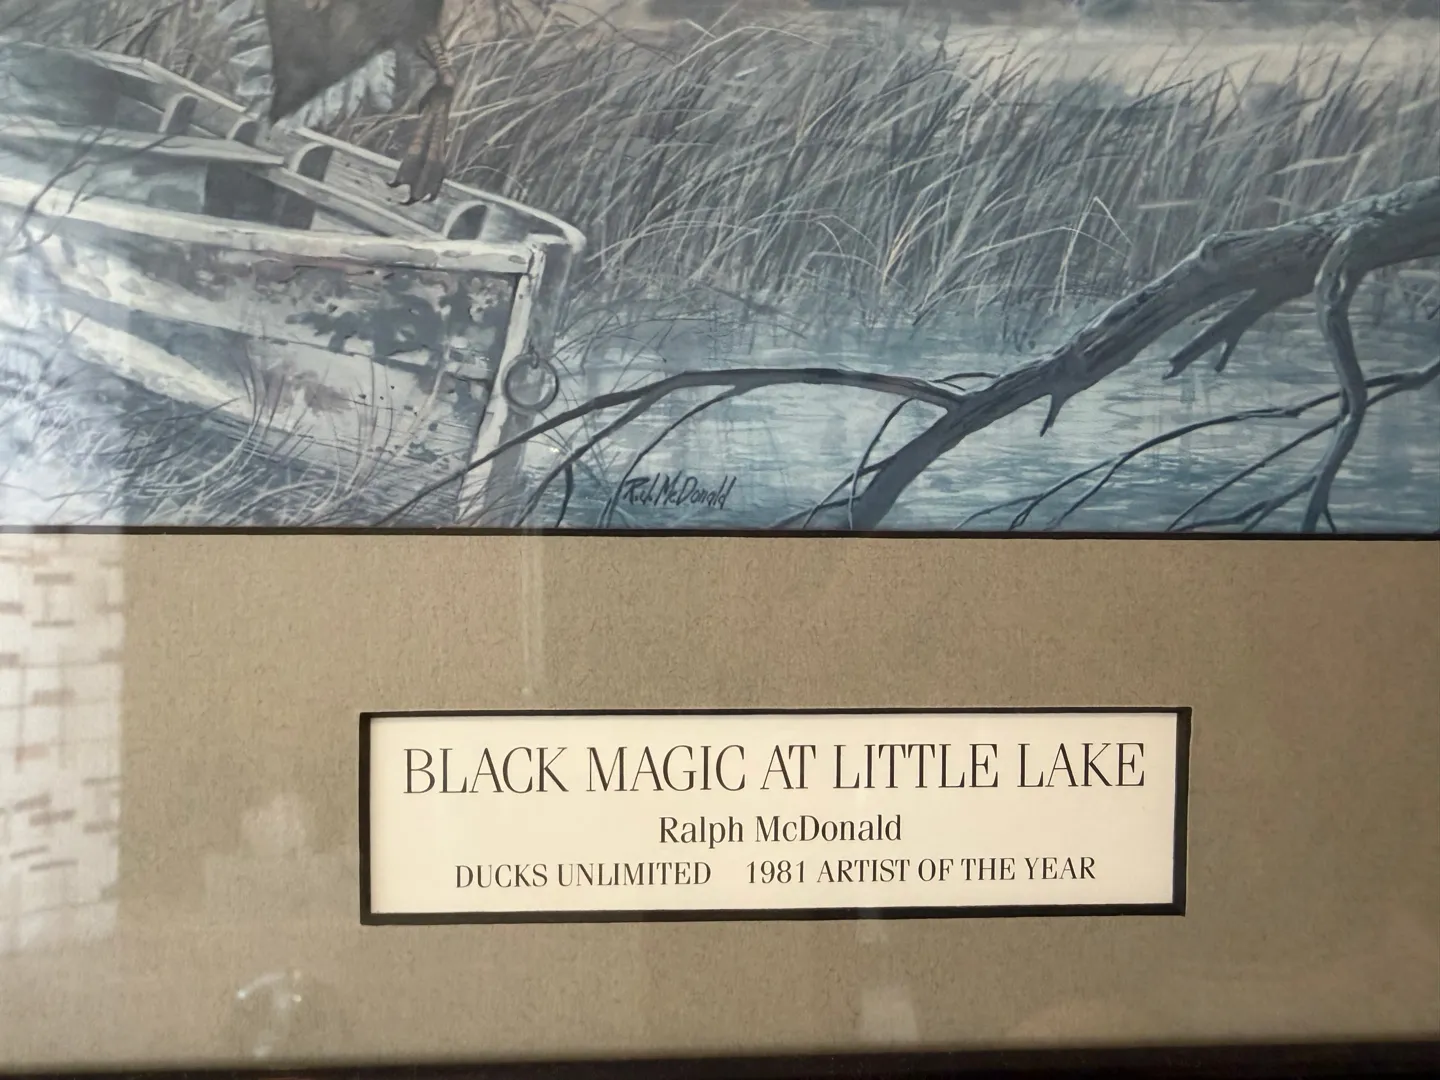 R.J. McDonald
BLACK MAGIC AT LITTLE LAKE
Ralph McDonald
DUCKS UNLIMITED 1981 ARTIST OF THE YEAR